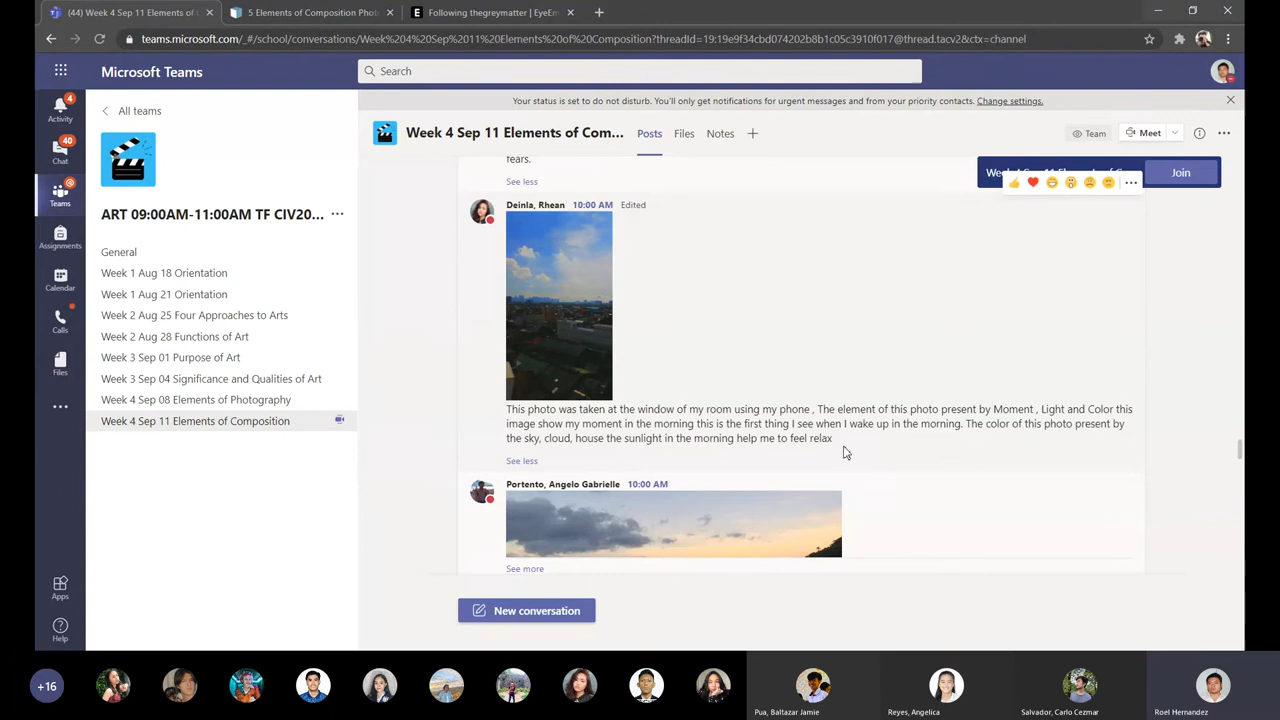 (44) Week 4 Sep 11 Elements of C
5 Elements of Composition Phot
Following thegreymatter | EyeEm
teams.microsoft.com/_#/school/conversations/Week%204%20Sep%2011%20Elements%20of%20Composition?threadId=19:19e9f34cbd074202b8b1c05c3910f017@thread.tacv2&ctx=channel
Microsoft Teams
Search
Your status is set to do not disturb. You'll only get notifications for urgent messages and from your priority contacts. Change settings.
4
Activity
40
Chat
Teams
Assignments
Calendar
Calls
Files
Apps
Help
All teams
ART 09:00AM-11:00AM TF CIV20...
General
Week 1 Aug 18 Orientation
Week 1 Aug 21 Orientation
Week 2 Aug 25 Four Approaches to Arts
Week 2 Aug 28 Functions of Art
Week 3 Sep 01 Purpose of Art
Week 3 Sep 04 Significance and Qualities of Art
Week 4 Sep 08 Elements of Photography
Week 4 Sep 11 Elements of Composition
Week 4 Sep 11 Elements of Com...
Posts
Files
Notes
Team
Meet
fears.
See less
Join
Deinla, Rhean 10:00 AM Edited
This photo was taken at the window of my room using my phone , The element of this photo present by Moment , Light and Color this
image show my moment in the morning this is the first thing I see when I wake up in the morning. The color of this photo present by
the sky, cloud, house the sunlight in the morning help me to feel relax
See less
Portento, Angelo Gabrielle 10:00 AM
See more
New conversation
+16
Pua, Baltazar Jamie
Reyes, Angelica
Salvador, Carlo Cezmar
Roel Hernandez